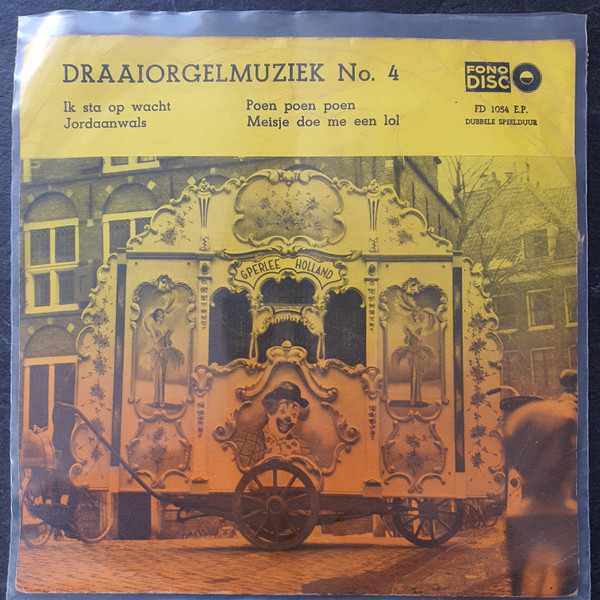 DRAAIORGELMUZIEK No. 4
Ik sta op wacht
Jordaanwals
Poen poen poen
Meisje doe me een lol
FONO
DISC
FD 1054 E.P.
DUBBELE SPEELDUUR
G.PERLEE HOLLAND